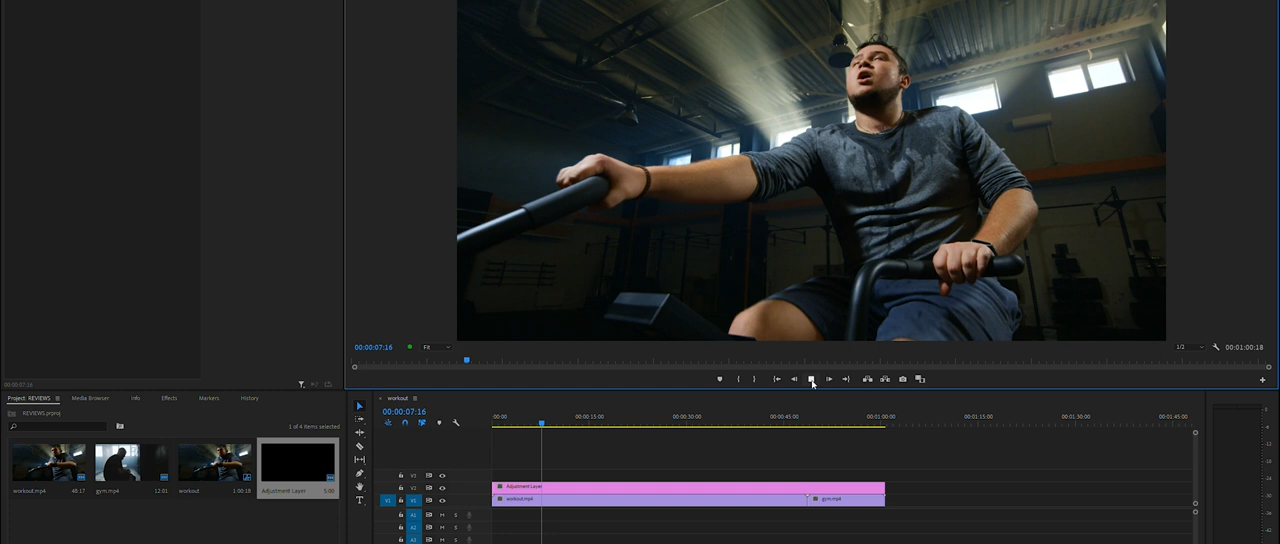 00:00:07:16
Fit
1/2
00:01:00:18
00:00:07:16
Project: REVIEWS
Media Browser
Info
Effects
Markers
History
REVIEWS.prproj
1 of 4 items selected
workout.mp4
48:17
gym.mp4
12:01
workout
1:00:18
Adjustment Layer
5:00
workout
00:00:07:16
:00:00
00:00:15:00
00:00:30:00
00:00:45:00
00:01:00:00
00:01:15:00
00:01:30:00
00:01:45:00
V3
V2
Adjustment Layer
V1
V1
workout.mp4
gym.mp4
A1
M
S
A2
M
S
A3
M
S